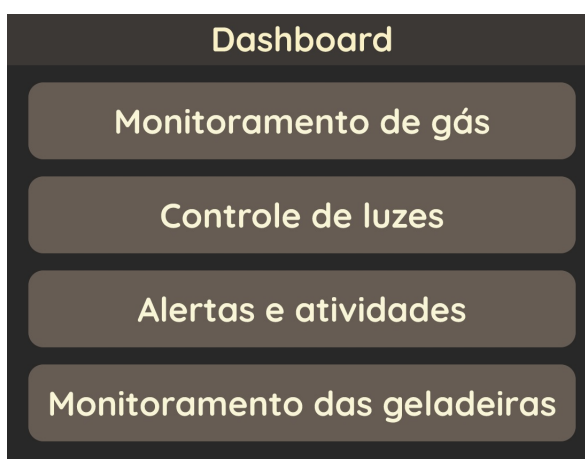 Dashboard
Monitoramento de gás
Controle de luzes
Alertas e atividades
Monitoramento das geladeiras